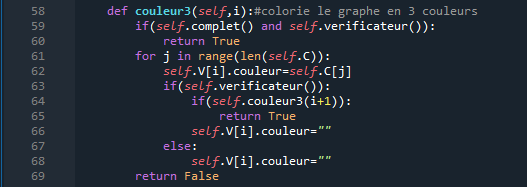 58 def couleur3(self,i):#colorie le graphe en 3 couleurs
59 if(self.complet() and self.verificateur()):
60 return True
61 for j in range(len(self.C)):
62 self.V[i].couleur=self.C[j]
63 if(self.verificateur()):
64 if(self.couleur3(i+1)):
65 return True
66 self.V[i].couleur=""
67 else:
68 self.V[i].couleur=""
69 return False